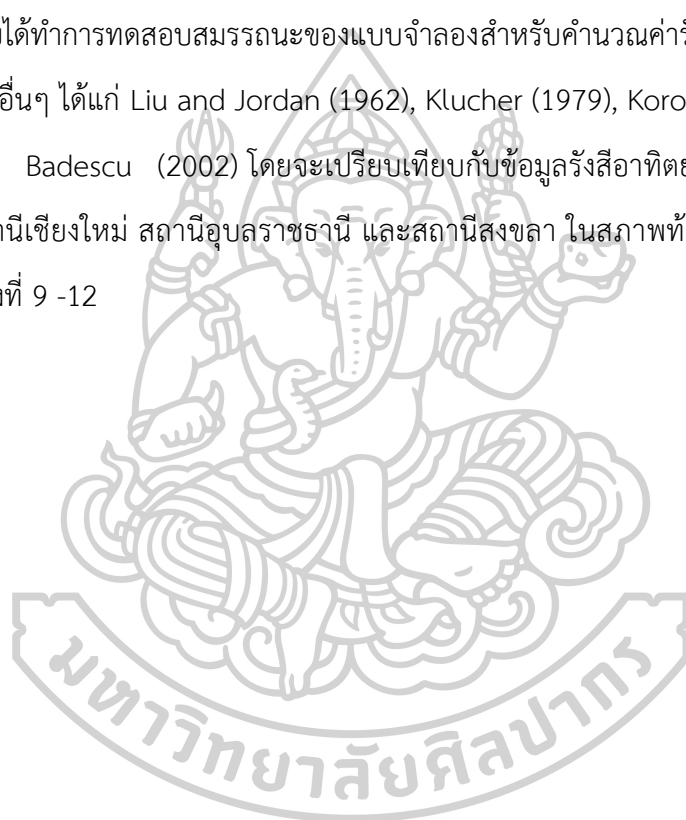 ได้ทำการทดสอบสมรรถนะของแบบจำลองสำหรับคำนวณค่า
อื่นๆ ได้แก่ Liu and Jordan (1962), Klucher (1979),
Badescu (2002) โดยจะเปรียบเทียบกับข้อมูลรังสีอาทิตย
นีเชียงใหม่ สถานีอุบลราชธานี และสถานีสงขลา ในสภาพท้
ที่ 9 -12
มหาวิทยาลัยศิลปากร